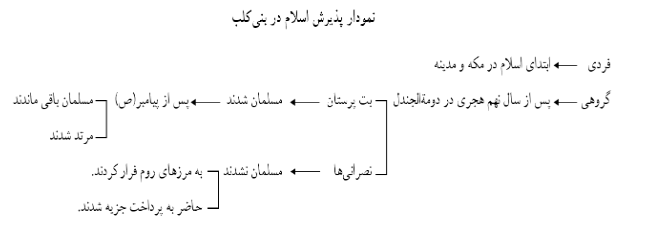 نمودار پذیرش اسلام در بنی‌کلب
فردی ← ابتدای اسلام در مکه و مدینه
گروهی ← پس از سال نهم هجری در دومةالجندل بت پرستان ← مسلمان شدند ← پس از پیامبر(ص) مسلمان باقی ماندند
مرتد شدند
نصرانی‌ها ← مسلمان نشدند به مرزهای روم فرار کردند.
حاضر به پرداخت جزیه شدند.